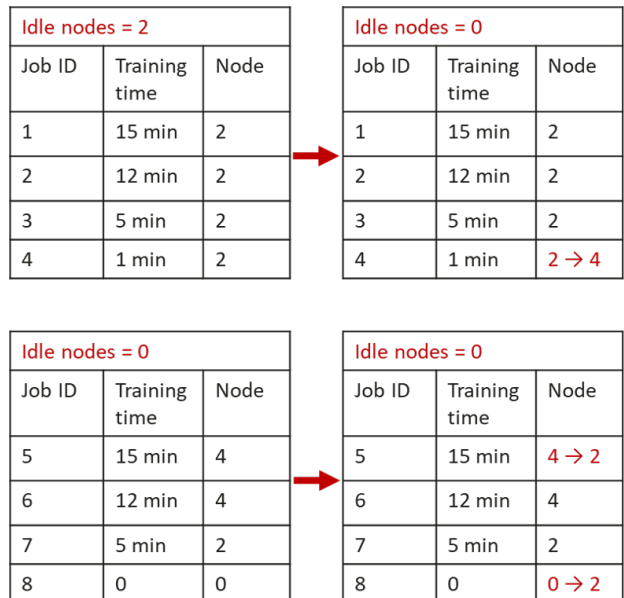 Idle nodes = 2
Job ID Training time Node
1 15 min 2
2 12 min 2
3 5 min 2
4 1 min 2
Idle nodes = 0
Job ID Training time Node
1 15 min 2
2 12 min 2
3 5 min 2
4 1 min 2 → 4
Idle nodes = 0
Job ID Training time Node
5 15 min 4
6 12 min 4
7 5 min 2
8 0 0
Idle nodes = 0
Job ID Training time Node
5 15 min 4 → 2
6 12 min 4
7 5 min 2
8 0 0 → 2